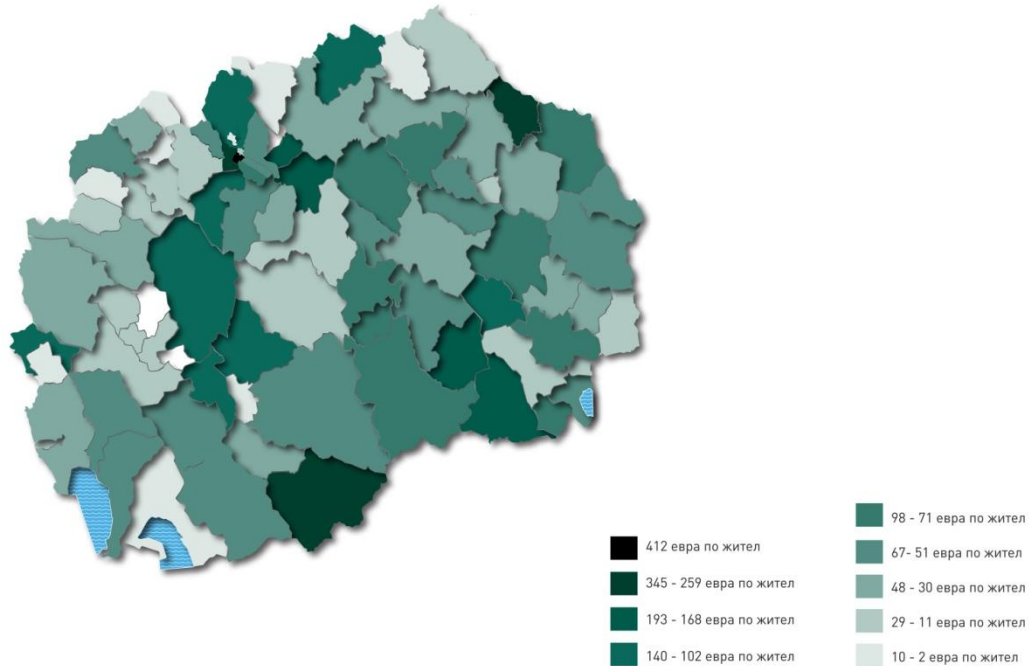 412 евра по жител
345 - 259 евра по жител
193 - 168 евра по жител
140 - 102 евра по жител
98 - 71 евра по жител
67- 51 евра по жител
48 - 30 евра по жител
29 - 11 евра по жител
10 - 2 евра по жител